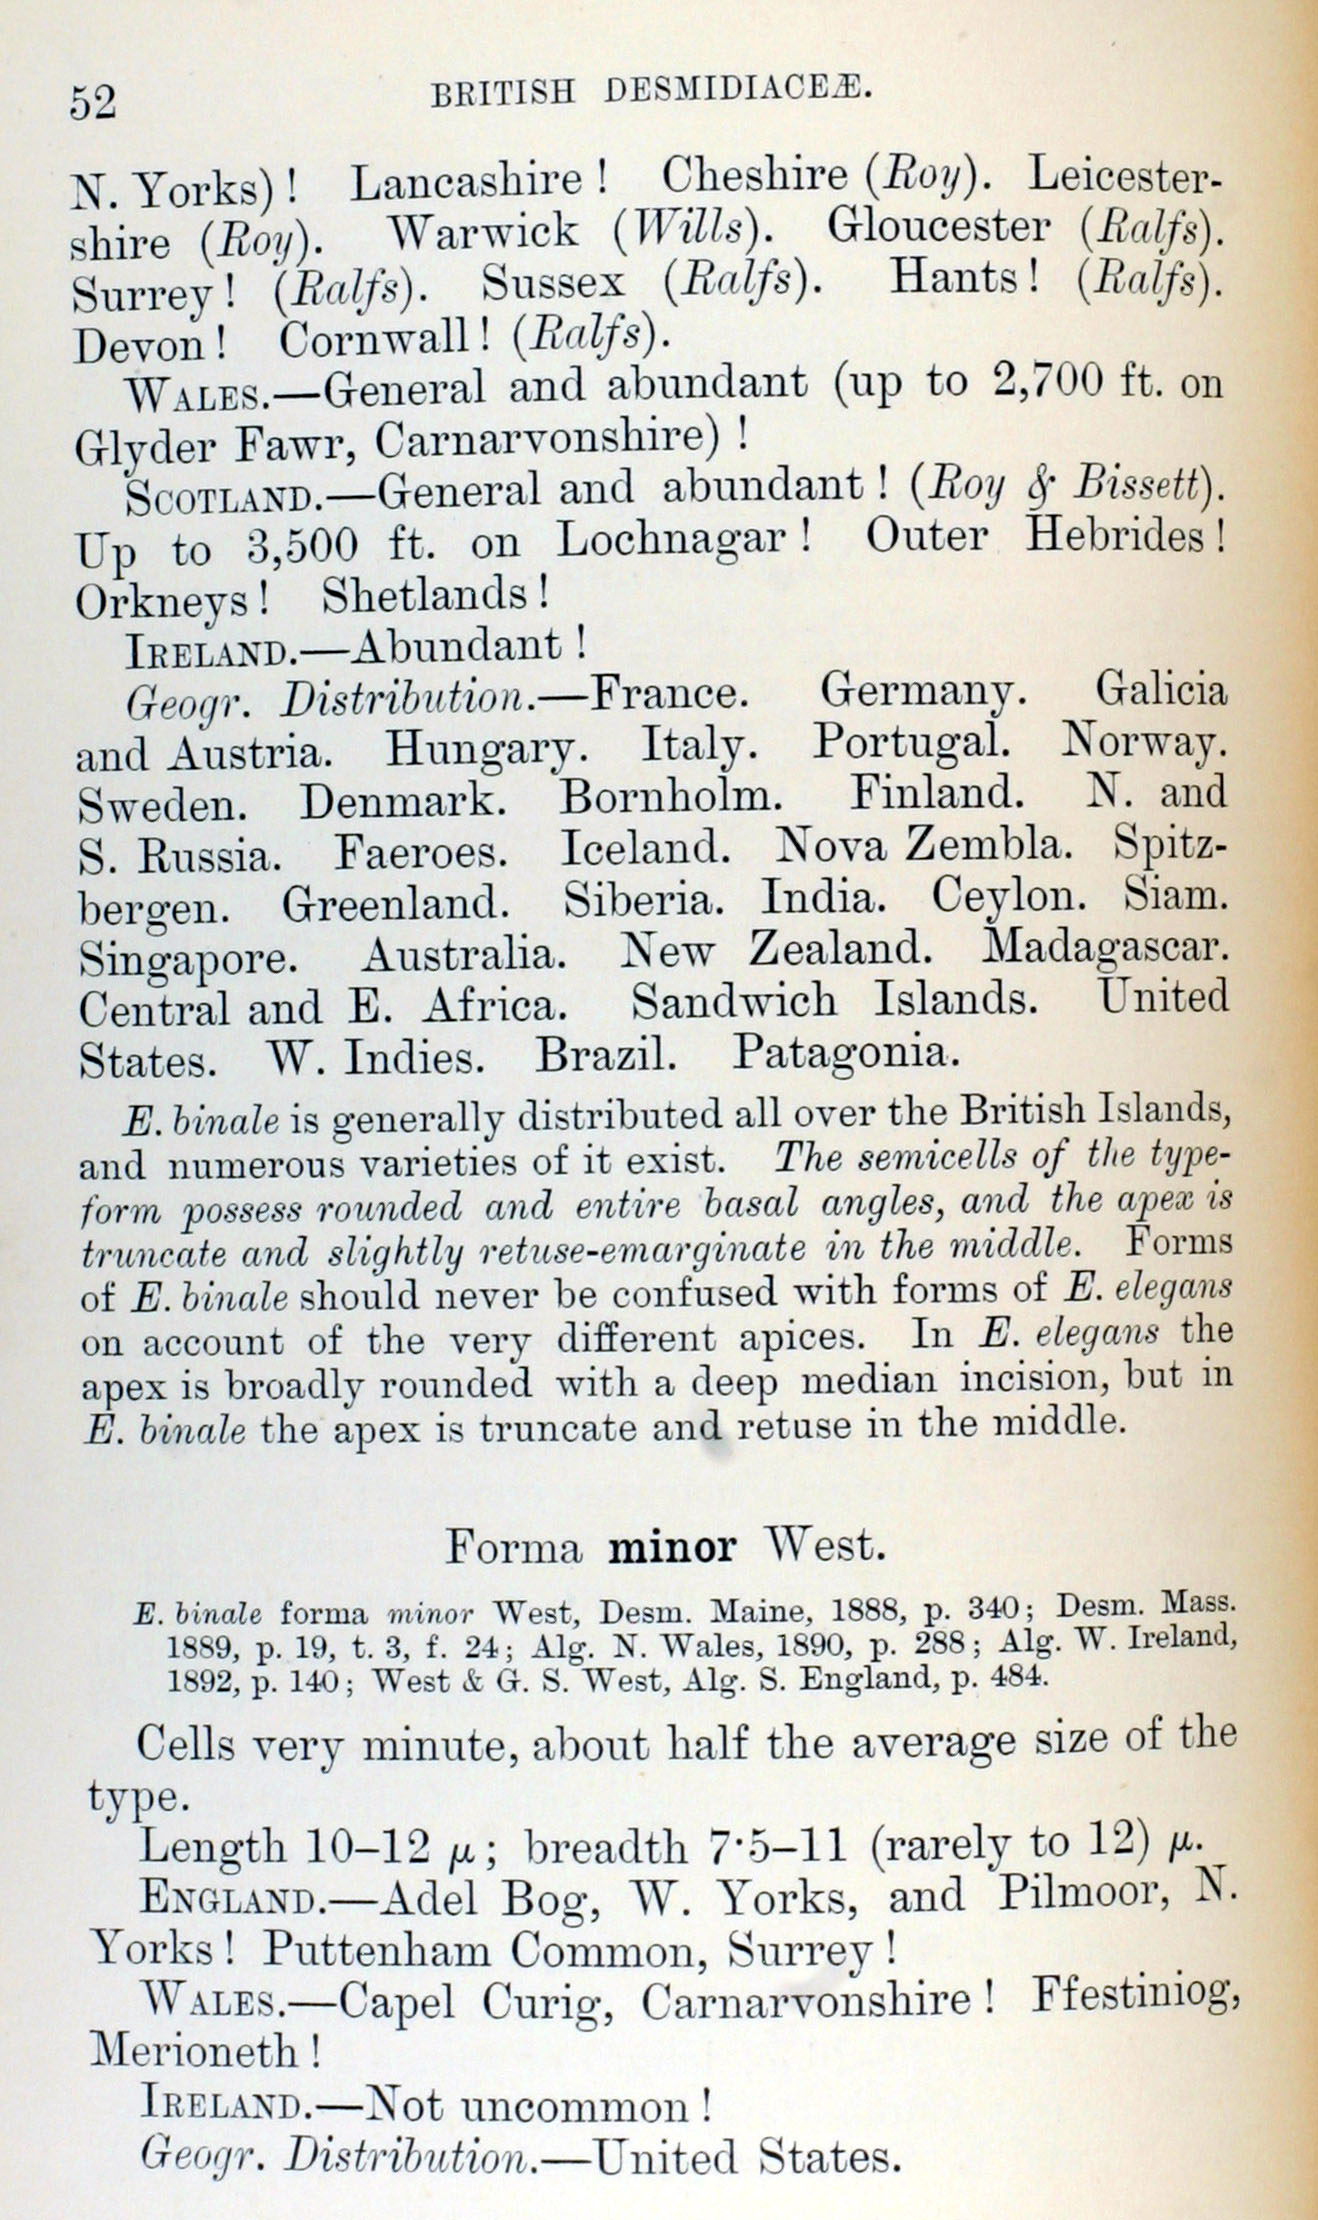 52
BRITISH DESMIDIACEÆ.
N. Yorks)! Lancashire! Cheshire (Roy). Leicester-
shire (Roy). Warwick (Wills). Gloucester (Ralfs).
Surrey! (Ralfs). Sussex (Ralfs). Hants! (Ralfs).
Devon! Cornwall! (Ralfs).
WALES.—General and abundant (up to 2,700 ft. on
Glyder Fawr, Carnarvonshire)!
SCOTLAND.—General and abundant! (Roy & Bissett).
Up to 3,500 ft. on Lochnagar! Outer Hebrides!
Orkneys! Shetlands!
IRELAND.—Abundant!
Geogr. Distribution.—France. Germany. Galicia
and Austria. Hungary. Italy. Portugal. Norway.
Sweden. Denmark. Bornholm. Finland. N. and
S. Russia. Faeroes. Iceland. Nova Zembla. Spitz-
bergen. Greenland. Siberia. India. Ceylon. Siam.
Singapore. Australia. New Zealand. Madagascar.
Central and E. Africa. Sandwich Islands. United
States. W. Indies. Brazil. Patagonia.
E. binale is generally distributed all over the British Islands,
and numerous varieties of it exist. The semicells of the type-
form possess rounded and entire basal angles, and the apex is
truncate and slightly retuse-emarginate in the middle. Forms
of E. binale should never be confused with forms of E. elegans
on account of the very different apices. In E. elegans the
apex is broadly rounded with a deep median incision, but in
E. binale the apex is truncate and retuse in the middle.
Forma minor West.
E. binale forma minor West, Desm. Maine, 1888, p. 340; Desm. Mass.
1889, p. 19, t. 3, f. 24; Alg. N. Wales, 1890, p. 288; Alg. W. Ireland,
1892, p. 140; West & G. S. West, Alg. S. England, p. 484.
Cells very minute, about half the average size of the
type.
Length 10–12 μ; breadth 7·5–11 (rarely to 12) μ.
ENGLAND.—Adel Bog, W. Yorks, and Pilmoor, N.
Yorks! Puttenham Common, Surrey!
WALES.—Capel Curig, Carnarvonshire! Ffestiniog,
Merioneth!
IRELAND.—Not uncommon!
Geogr. Distribution.—United States.